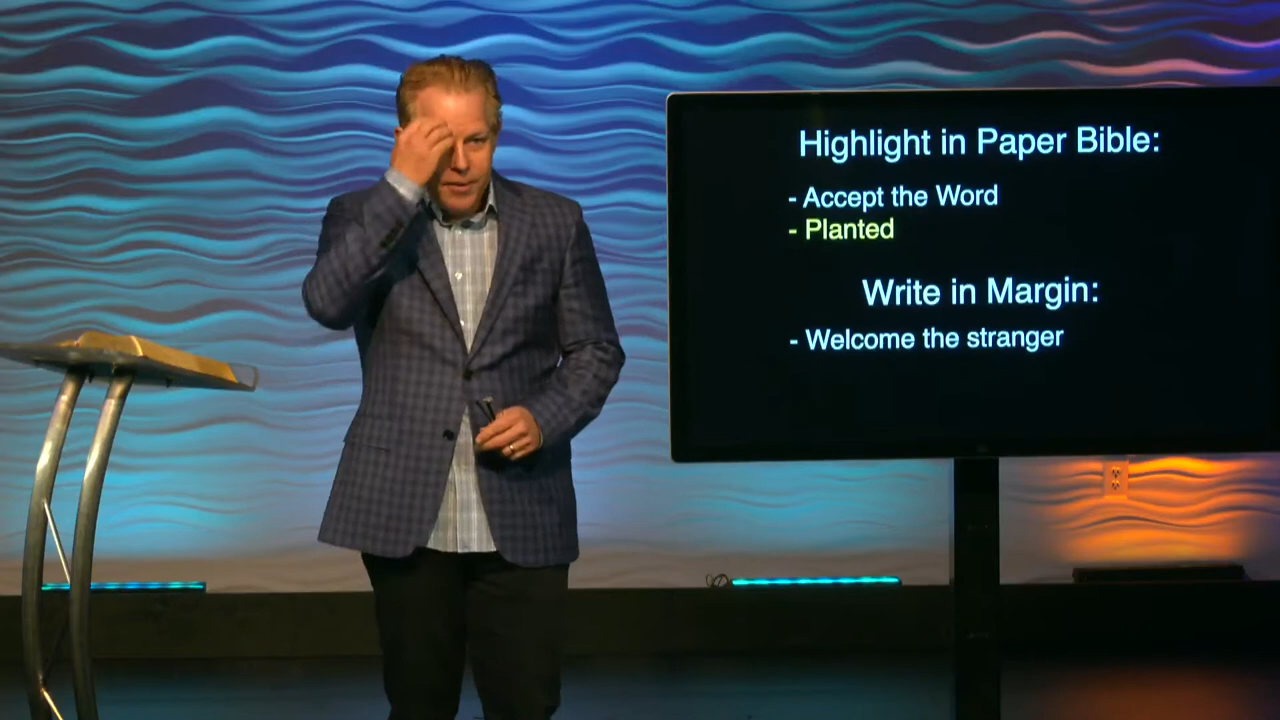 Highlight in Paper Bible:
- Accept the Word
- Planted
Write in Margin:
- Welcome the stranger